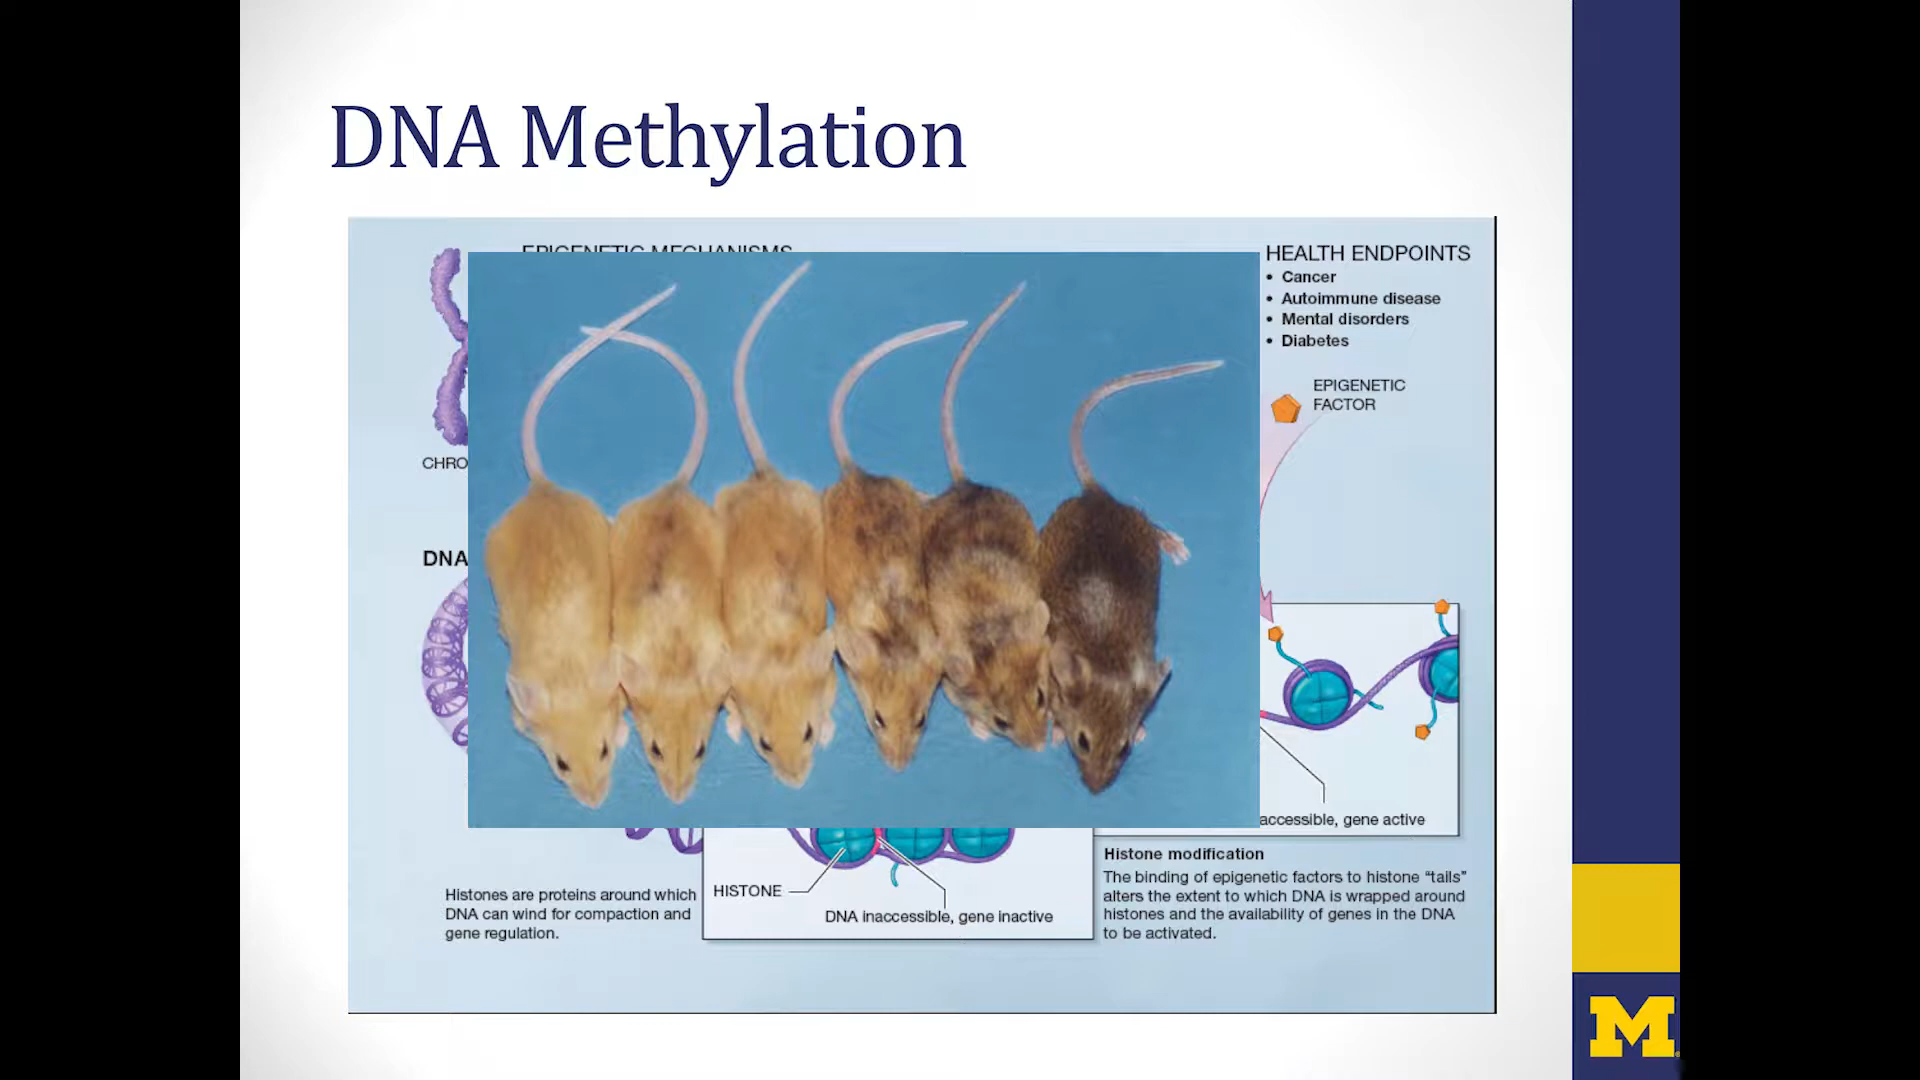 DNA Methylation
EPIGENETIC MECHANISMS
HEALTH ENDPOINTS
• Cancer
• Autoimmune disease
• Mental disorders
• Diabetes
EPIGENETIC
FACTOR
CHRO
DNA
accessible, gene active
HISTONE
DNA inaccessible, gene inactive
Histones are proteins around which
DNA can wind for compaction and
gene regulation.
Histone modification
The binding of epigenetic factors to histone “tails”
alters the extent to which DNA is wrapped around
histones and the availability of genes in the DNA
to be activated.
M